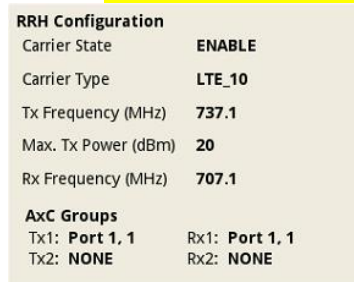 RRH Configuration
Carrier State ENABLE
Carrier Type LTE_10
Tx Frequency (MHz) 737.1
Max. Tx Power (dBm) 20
Rx Frequency (MHz) 707.1
AxC Groups
Tx1: Port 1, 1 Rx1: Port 1, 1
Tx2: NONE Rx2: NONE